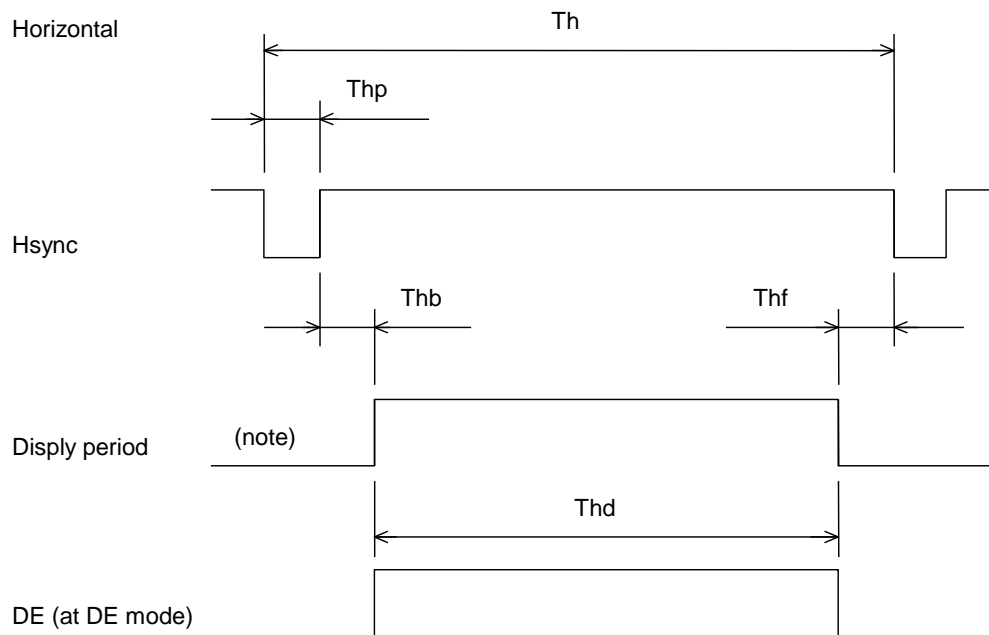 Horizontal
Th
Thp
Hsync
Thb
Thf
Disply period
(note)
Thd
DE (at DE mode)